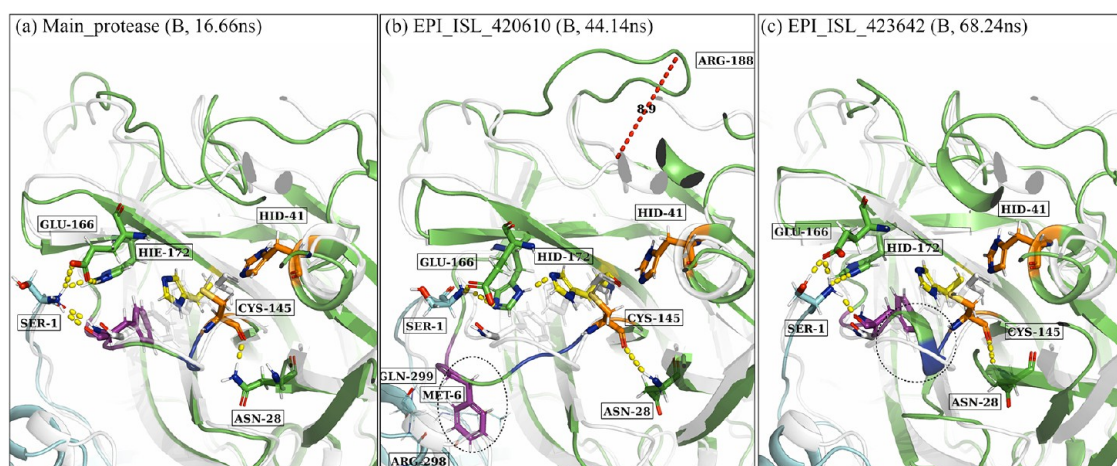 (a) Main_protease (B, 16.66ns)
GLU-166
HIE-172
HID-41
SER-1
CYS-145
ASN-28
(b) EPI_ISL_420610 (B, 44.14ns)
ARG-188
8.9
HID-41
GLU-166
HID-172
SER-1
CYS-145
GLN-299
MET-6
ASN-28
ARG-298
(c) EPI_ISL_423642 (B, 68.24ns)
HID-41
GLU-166
HID-172
SER-1
CYS-145
ASN-28